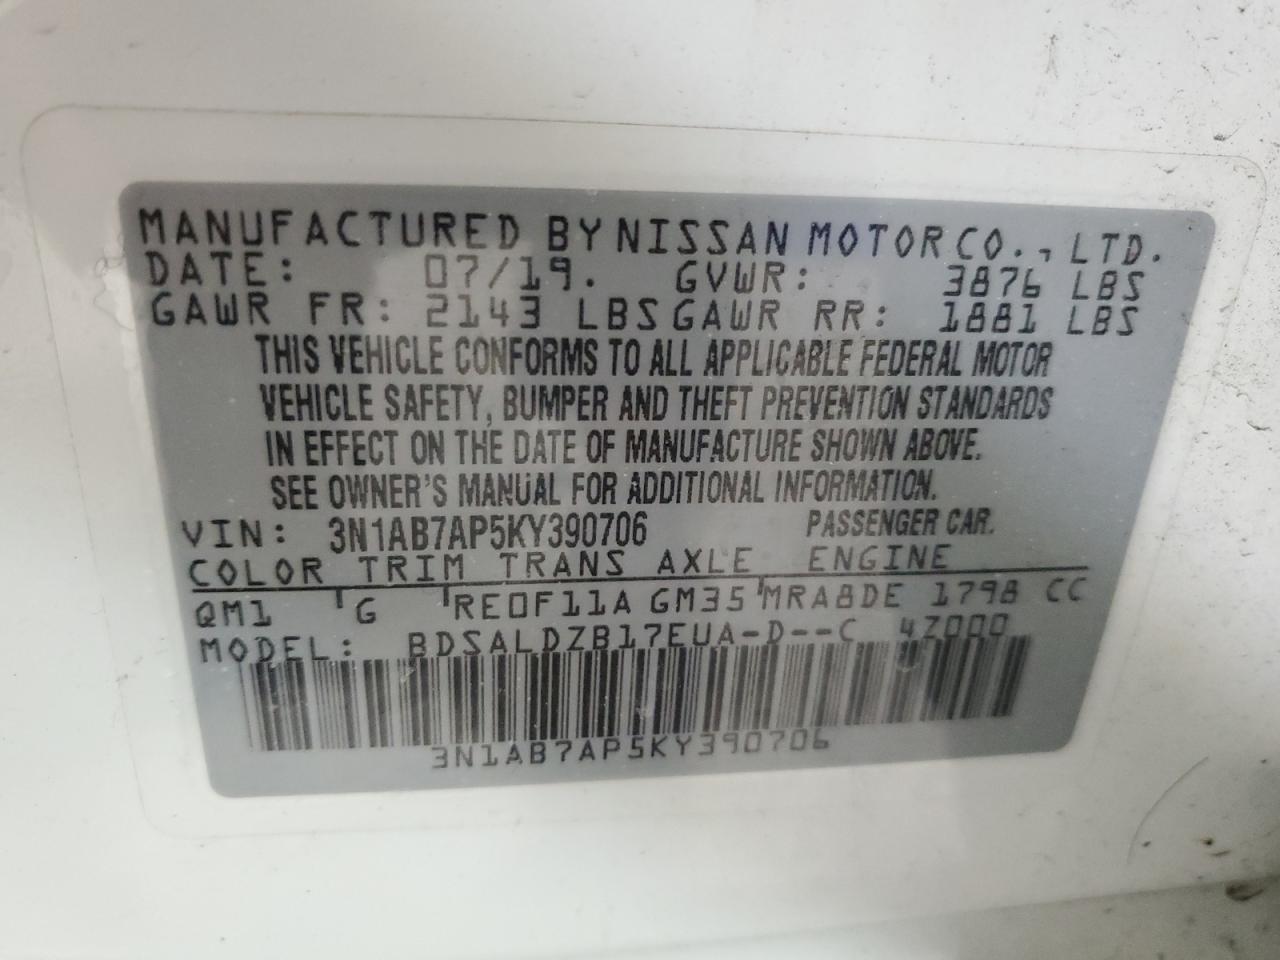 MANUFACTURED BY NISSAN MOTOR CO., LTD.
DATE: 07/19. GVWR: 3876 LBS
GAWR FR: 2143 LBS GAWR RR: 1881 LBS
THIS VEHICLE CONFORMS TO ALL APPLICABLE FEDERAL MOTOR
VEHICLE SAFETY, BUMPER AND THEFT PREVENTION STANDARDS
IN EFFECT ON THE DATE OF MANUFACTURE SHOWN ABOVE.
SEE OWNER'S MANUAL FOR ADDITIONAL INFORMATION.
VIN: 3N1AB7AP5KY390706 PASSENGER CAR.
COLOR TRIM TRANS AXLE ENGINE
QM1 G RE0F11A GM35 MRA8DE 1798 CC
MODEL: BDSALDZB17EUA-D--C 4Z000
3N1AB7AP5KY390706